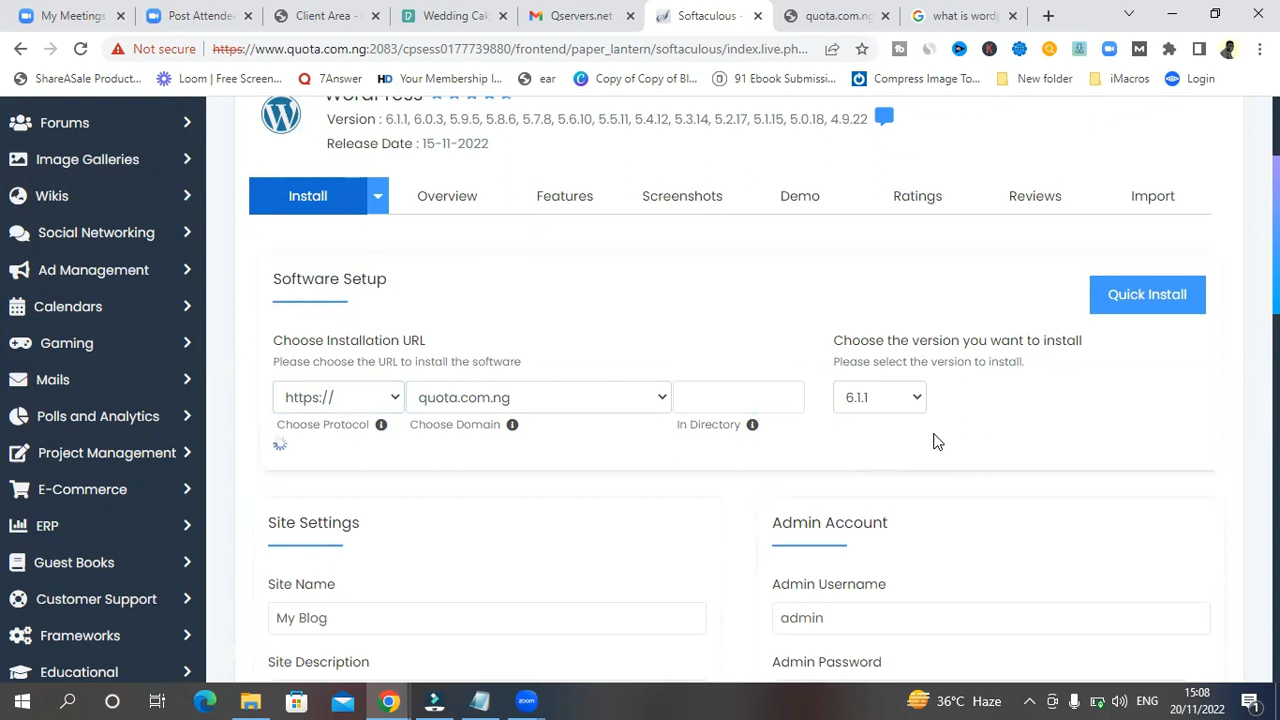 My Meetings
Post Attende
Client Area -
Wedding Cak
Qservers.net -
Softaculous -
quota.com.ng
what is word
Not secure
https://www.quota.com.ng:2083/cpsess0177739880/frontend/paper_lantern/softaculous/index.live.ph...
ShareASale Product...
Loom | Free Screen...
7Answer
Your Membership I...
ear
Copy of Copy of Bl...
91 Ebook Submissi...
Compress Image To...
New folder
iMacros
Login
Forums
Image Galleries
Wikis
Social Networking
Ad Management
Calendars
Gaming
Mails
Polls and Analytics
Project Management
E-Commerce
ERP
Guest Books
Customer Support
Frameworks
Educational
WordPress
Version : 6.1.1, 6.0.3, 5.9.5, 5.8.6, 5.7.8, 5.6.10, 5.5.11, 5.4.12, 5.3.14, 5.2.17, 5.1.15, 5.0.18, 4.9.22
Release Date : 15-11-2022
Install
Overview
Features
Screenshots
Demo
Ratings
Reviews
Import
Software Setup
Quick Install
Choose Installation URL
Please choose the URL to install the software
https://
quota.com.ng
Choose Protocol
Choose Domain
In Directory
Choose the version you want to install
Please select the version to install.
6.1.1
Site Settings
Site Name
My Blog
Site Description
Admin Account
Admin Username
admin
Admin Password
36°C Haze
ENG
15:08
20/11/2022